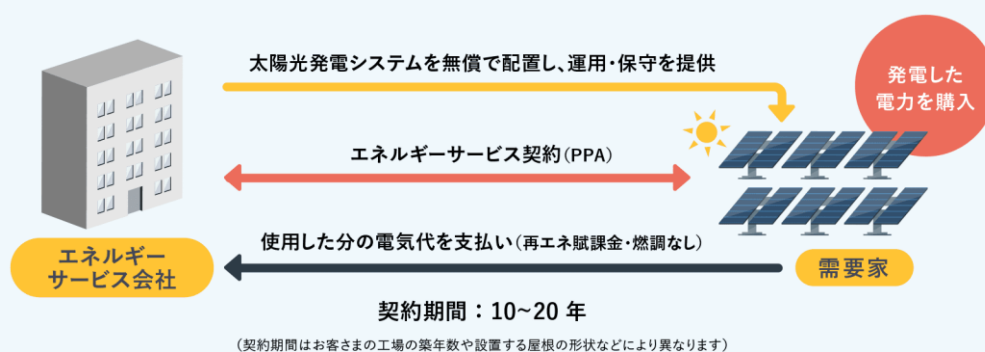 太陽光発電システムを無償で配置し、運用・保守を提供
発電した
電力を購入
エネルギーサービス契約（PPA）
使用した分の電気代を支払い（再エネ賦課金・燃調なし）
エネルギー
サービス会社
需要家
契約期間：10~20 年
（契約期間はお客さまの工場の築年数や設置する屋根の形状などにより異なります）